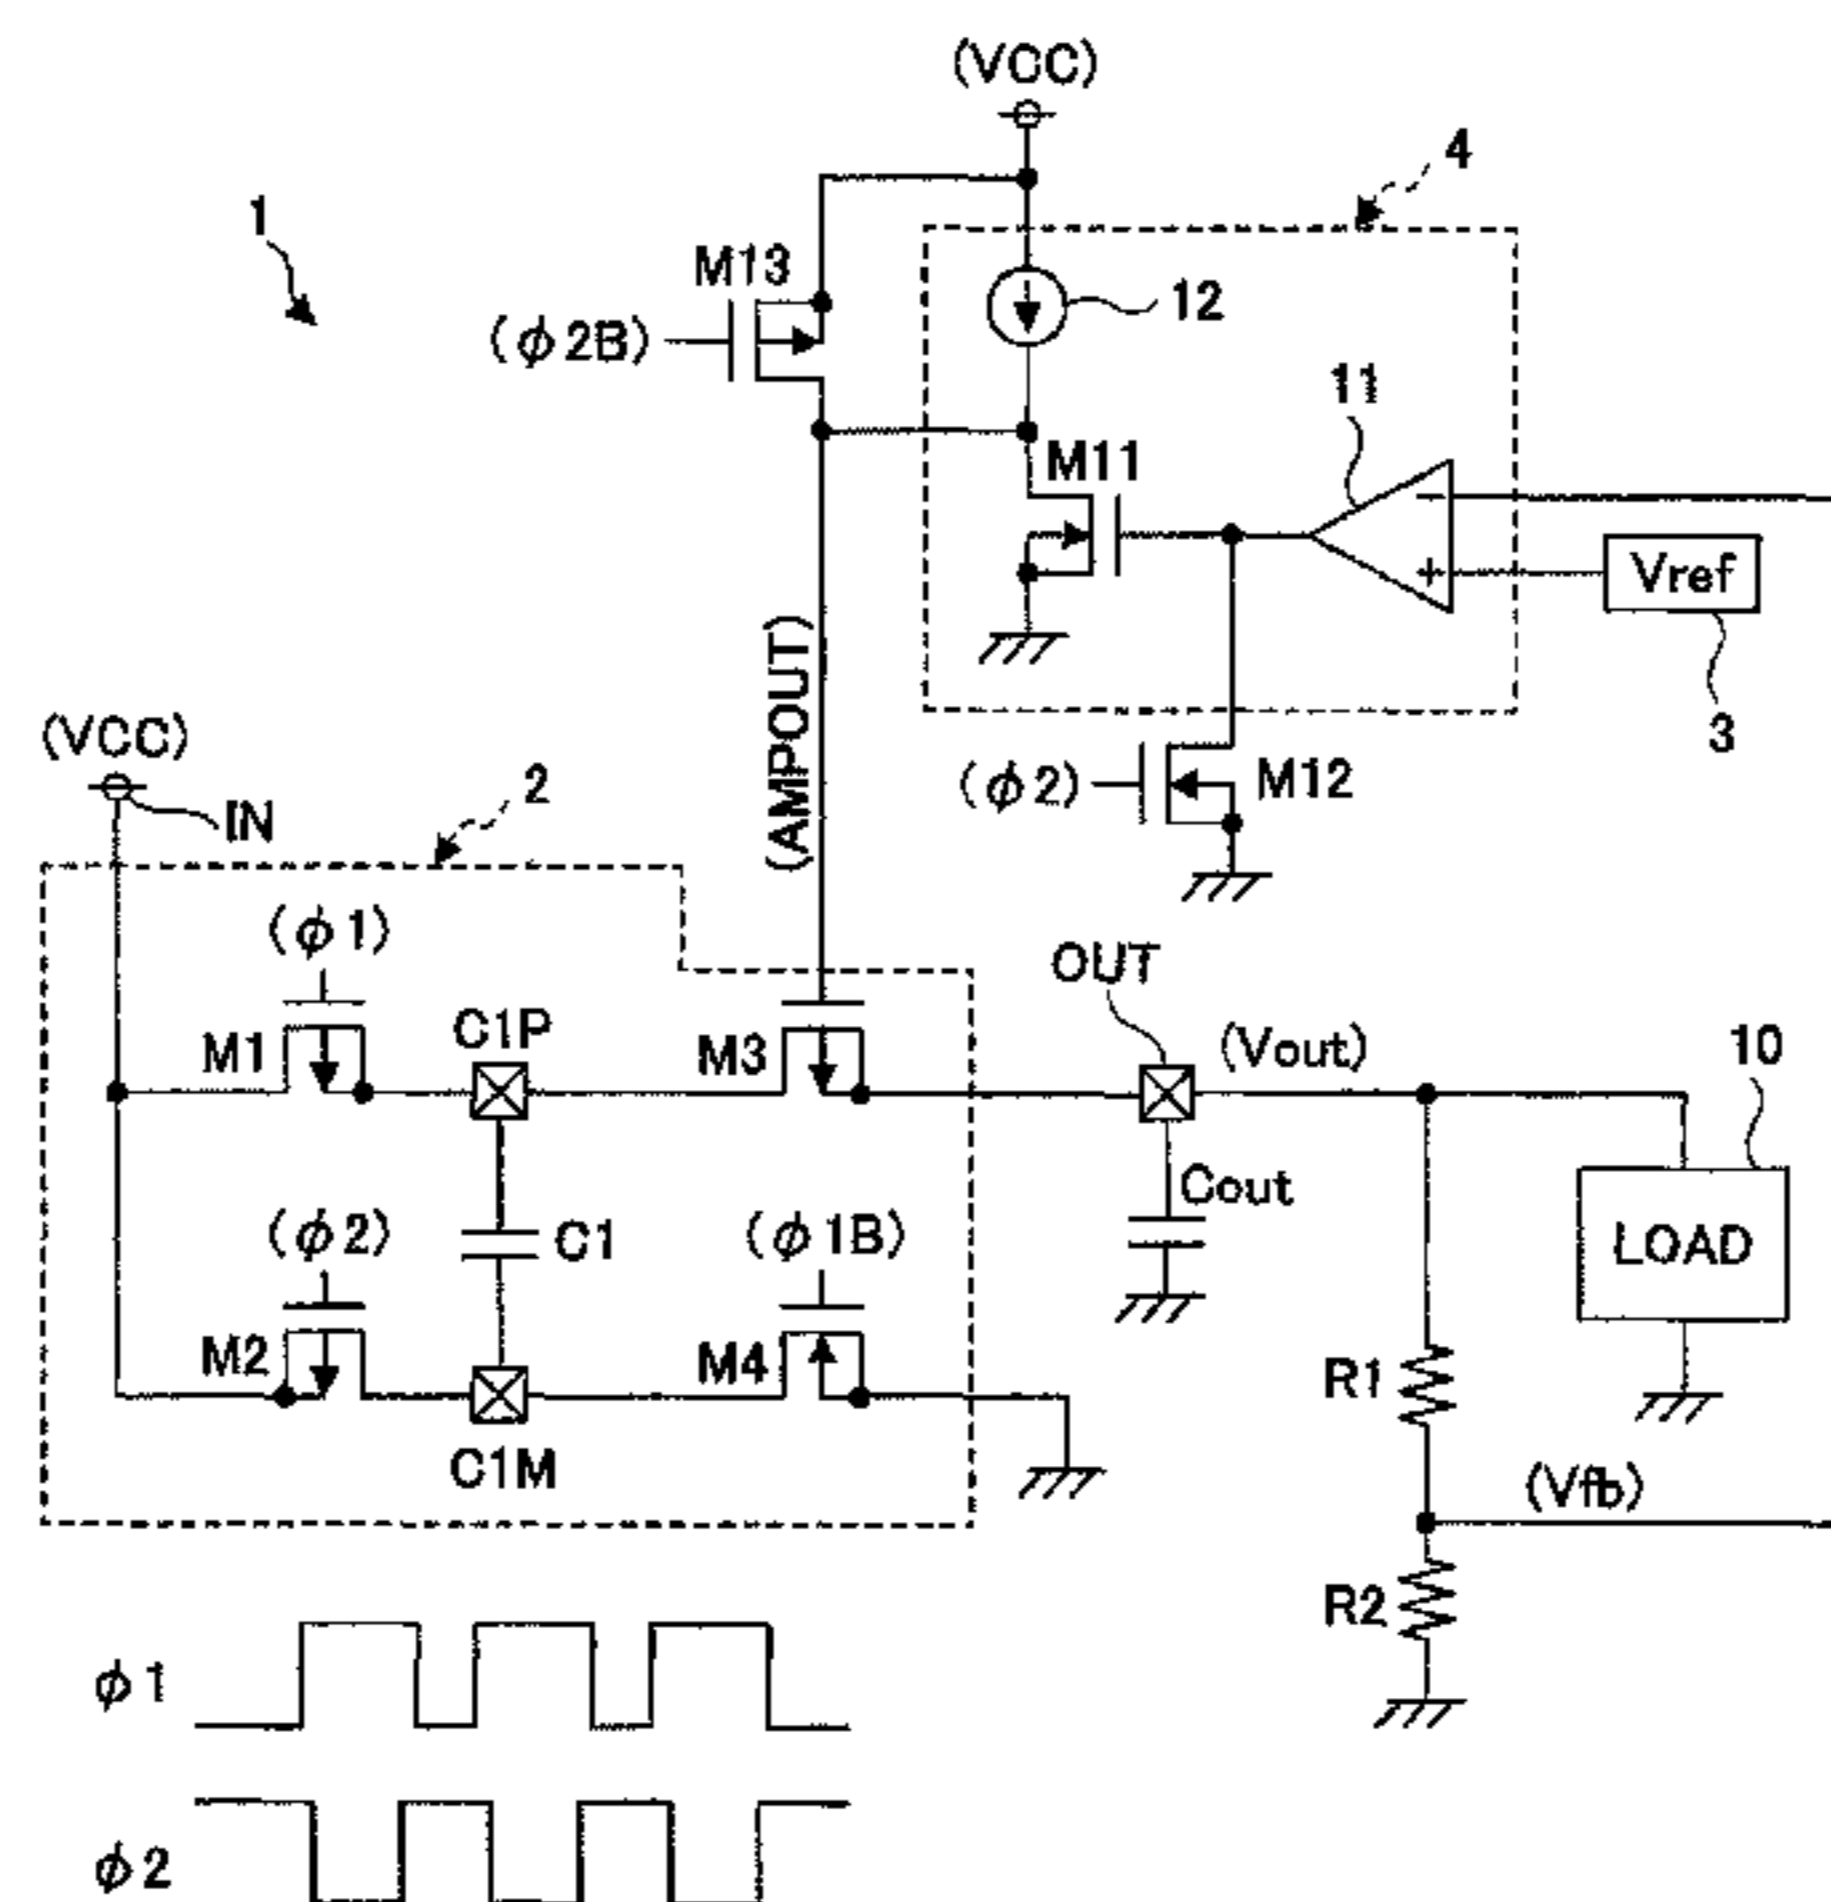 (VCC)
4
1
M13
12
(ϕ2B)
11
M11
−
+
Vref
(AMPOUT)
3
(VCC)
2
(ϕ2)
M12
IN
(ϕ1)
OUT
C1P
M1
M3
(Vout)
10
Cout
(ϕ2)
C1
(ϕ1B)
LOAD
M2
M4
R1
C1M
(Vfb)
R2
ϕ1
ϕ2